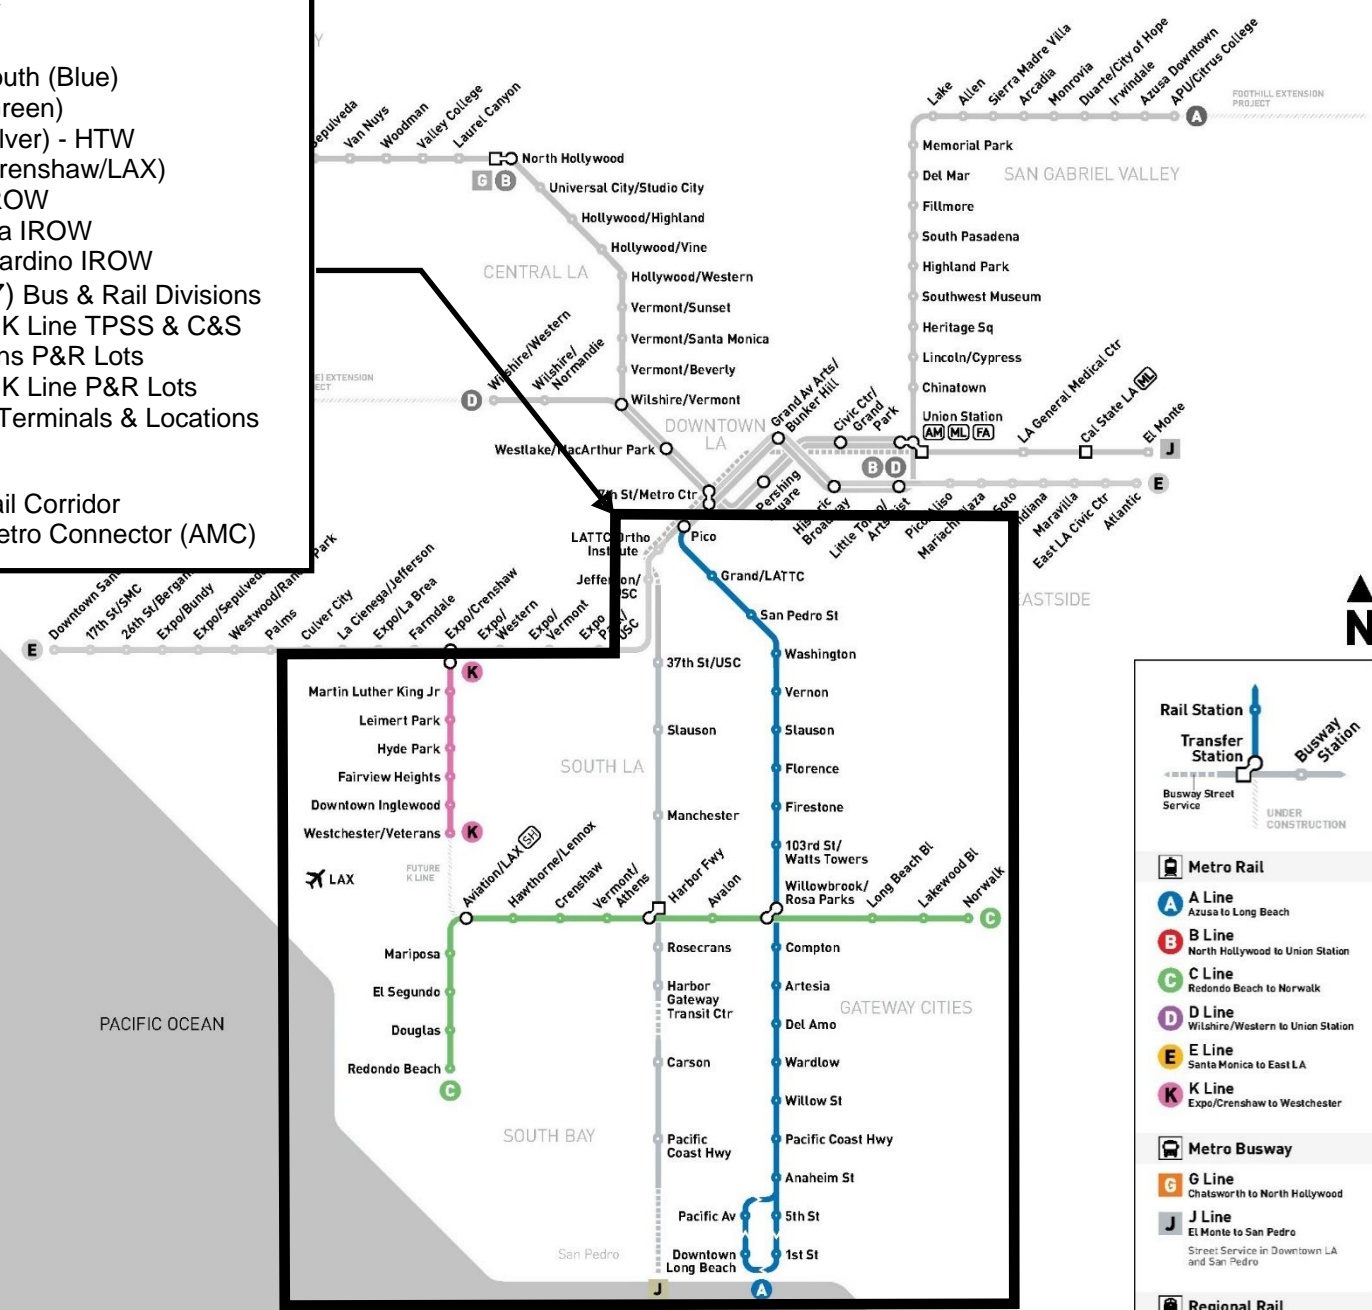 outh (Blue)
Green)
lver) - HTW
renshaw/LAX)
ROW
a IROW
ardino IROW
7) Bus & Rail Divisions
K Line TPSS & C&S
ns P&R Lots
K Line P&R Lots
Terminals & Locations
ail Corridor
etro Connector (AMC)
Y
Sepulveda
Van Nuys
Woodman
Valley College
Laurel Canyon
North Hollywood
G B
Universal City/Studio City
Hollywood/Highland
Hollywood/Vine
CENTRAL LA
Hollywood/Western
Vermont/Sunset
Vermont/Santa Monica
Vermont/Beverly
Wilshire/Vermont
Wilshire/Western
Wilshire/
Normandie
EXTENSION
D
Westlake/MacArthur Park
7th St/Metro Ctr
DOWNTOWN
LA
Grand Av Arts/
Bunker Hill
Civic Ctr/
Grand
Park
B D
Pershing
Square
Historic
Broadway
Little Tokyo/
Arts Dist
Pico/Aliso
Mariachi Plaza
Soto
Indiana
Maravilla
East LA Civic Ctr
Atlantic
E
Lake
Allen
Sierra Madre Villa
Arcadia
Monrovia
Duarte/City of Hope
Irwindale
Azusa Downtown
APU/Citrus College
A
FOOTHILL EXTENSION
PROJECT
Memorial Park
Del Mar
SAN GABRIEL VALLEY
Fillmore
South Pasadena
Highland Park
Southwest Museum
Heritage Sq
Lincoln/Cypress
Chinatown
Union Station
AM ML FA
LA General Medical Ctr
Cal State LA ML
El Monte
J
EASTSIDE
N
LATTC/Ortho
Institute
Jefferson/
USC
E
Downtown San
17th St/SMC
26th St/Bergam
Expo/Bundy
Expo/Sepulveda
Westwood/Ran Park
Palms
Culver City
La Cienega/Jefferson
Expo/La Brea
Farmdale
Expo/Crenshaw
Expo/
Western
Expo/
Vermont
Expo
Park/
USC
Pico
Grand/LATTC
San Pedro St
Washington
Vernon
Slauson
Florence
Firestone
103rd St/
Watts Towers
Willowbrook/
Rosa Parks
37th St/USC
Slauson
SOUTH LA
Manchester
K
Martin Luther King Jr
Leimert Park
Hyde Park
Fairview Heights
Downtown Inglewood
Westchester/Veterans
K
FUTURE
K LINE
LAX
Aviation/LAX SH
Hawthorne/Lennox
Crenshaw
Vermont/
Athens
Harbor Fwy
Avalon
Long Beach Bl
Lakewood Bl
Norwalk
C
Mariposa
El Segundo
Douglas
Redondo Beach
C
Rosecrans
Harbor
Gateway
Transit Ctr
Carson
Pacific
Coast Hwy
Compton
Artesia
Del Amo
Wardlow
Willow St
Pacific Coast Hwy
Anaheim St
GATEWAY CITIES
SOUTH BAY
PACIFIC OCEAN
Pacific Av
5th St
Downtown
Long Beach
1st St
San Pedro
J
A
Rail Station
Transfer
Station
Busway
Station
Busway Street
Service
UNDER
CONSTRUCTION
Metro Rail
A A Line
Azusa to Long Beach
B B Line
North Hollywood to Union Station
C C Line
Redondo Beach to Norwalk
D D Line
Wilshire/Western to Union Station
E E Line
Santa Monica to East LA
K K Line
Expo/Crenshaw to Westchester
Metro Busway
G G Line
Chatsworth to North Hollywood
J J Line
El Monte to San Pedro
Street Service in Downtown LA
and San Pedro
Regional Rail